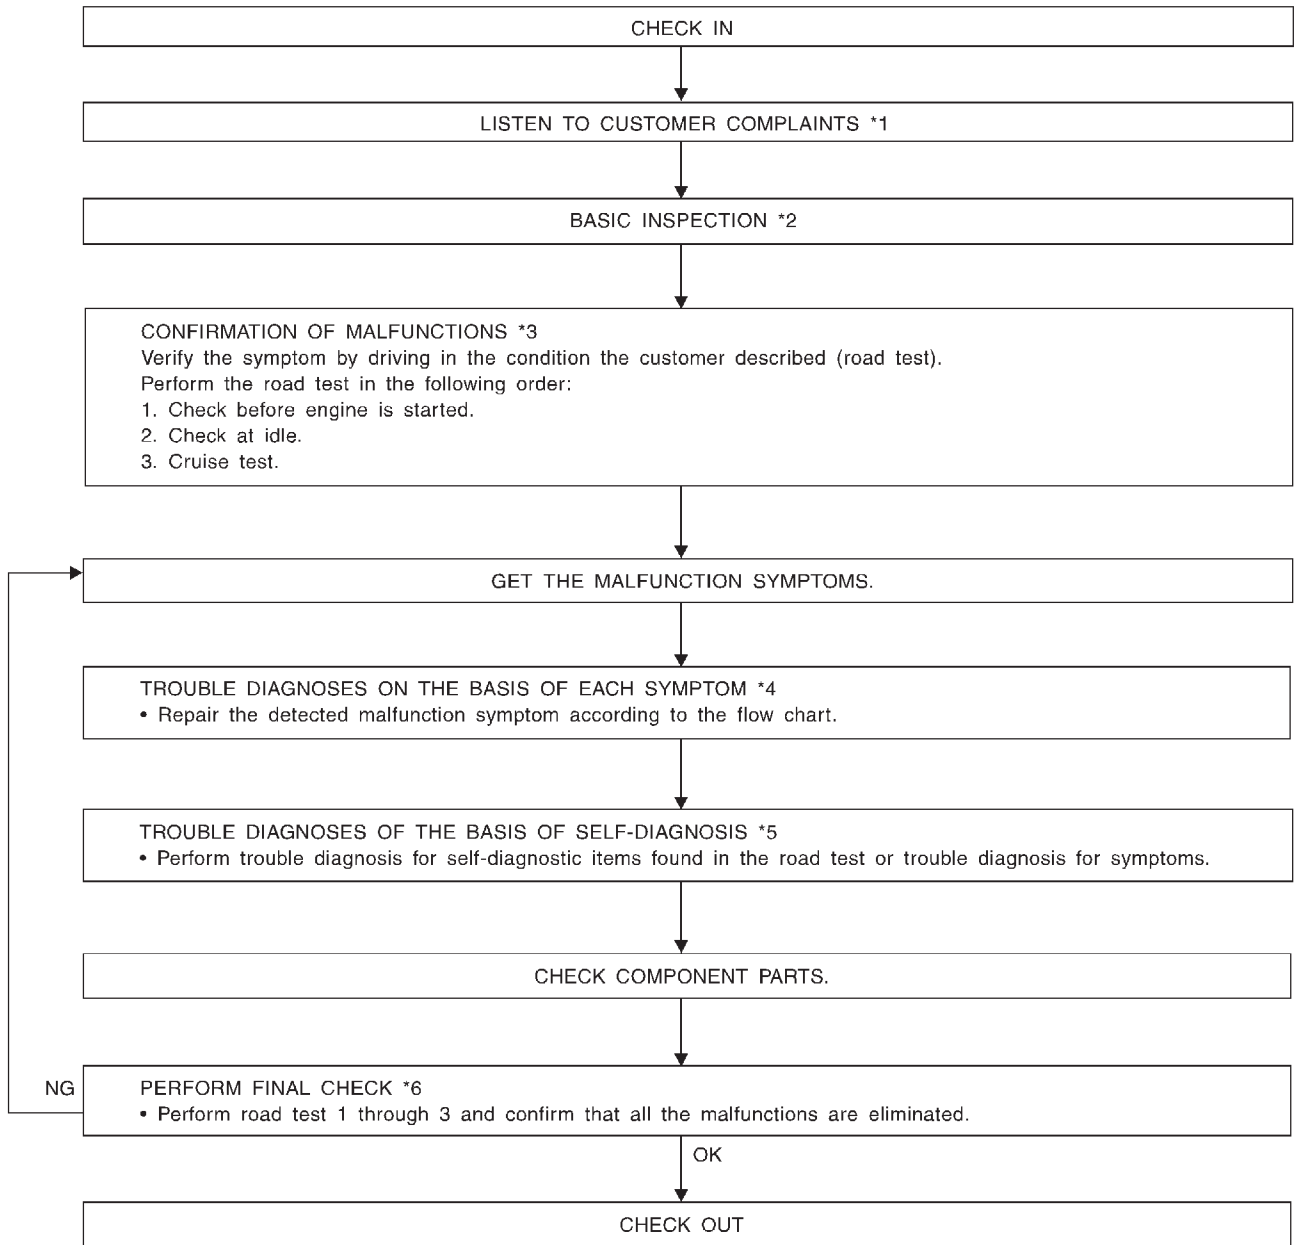 CHECK IN
LISTEN TO CUSTOMER COMPLAINTS *1
BASIC INSPECTION *2
CONFIRMATION OF MALFUNCTIONS *3
Verify the symptom by driving in the condition the customer described (road test).
Perform the road test in the following order:
1. Check before engine is started.
2. Check at idle.
3. Cruise test.
GET THE MALFUNCTION SYMPTOMS.
TROUBLE DIAGNOSES ON THE BASIS OF EACH SYMPTOM *4
• Repair the detected malfunction symptom according to the flow chart.
TROUBLE DIAGNOSES OF THE BASIS OF SELF-DIAGNOSIS *5
• Perform trouble diagnosis for self-diagnostic items found in the road test or trouble diagnosis for symptoms.
CHECK COMPONENT PARTS.
NG
PERFORM FINAL CHECK *6
• Perform road test 1 through 3 and confirm that all the malfunctions are eliminated.
OK
CHECK OUT